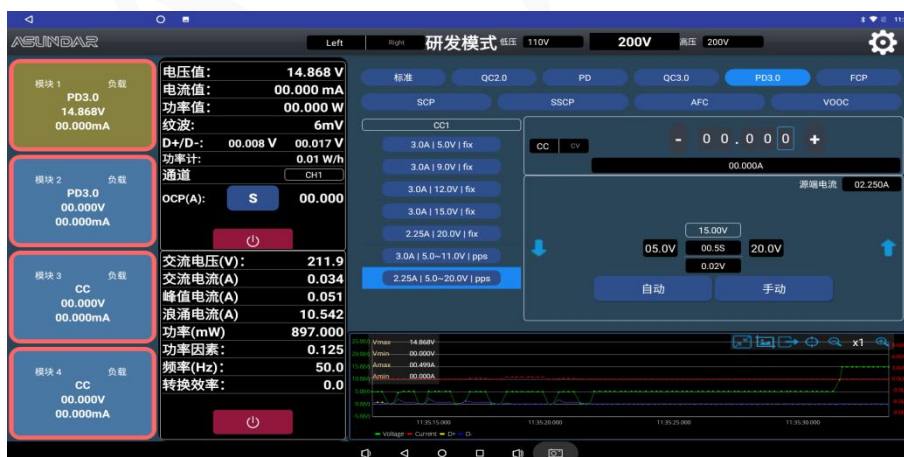 11:
ASUNDAR
Left Right 研发模式 低压 110V 200V 高压 200V
模块 1 负载
PD3.0
14.868V
00.000mA
模块 2 负载
PD3.0
00.000V
00.000mA
模块 3 负载
CC
00.000V
00.000mA
模块 4 负载
CC
00.000V
00.000mA
电压值: 14.868 V
电流值: 00.000 mA
功率值: 00.000 W
纹波: 6mV
D+/D-: 00.008 V 00.017 V
功率计: 0.01 W/h
通道 CH1
OCP(A): S 00.000
交流电压(V): 211.9
交流电流(A) 0.034
峰值电流(A) 0.051
浪涌电流(A) 10.542
功率(mW) 897.000
功率因素: 0.125
频率(Hz): 50.0
转换效率: 0.0
标准 QC2.0 PD QC3.0 PD3.0 FCP
SCP SSCP AFC VOOC
CC1
3.0A | 5.0V | fix
3.0A | 9.0V | fix
3.0A | 12.0V | fix
3.0A | 15.0V | fix
2.25A | 20.0V | fix
3.0A | 5.0~11.0V | pps
2.25A | 5.0~20.0V | pps
CC CV
- 0 0 . 0 0 0 +
00.000A
源端电流 02.250A
15.00V
05.0V 00.5S 20.0V
0.02V
自动 手动
Vmax 14.868V
Vmin 00.000V
Amax 00.499A
Amin 00.000A
x1
11:35:15.000 11:35:20.000 11:35:25.000 11:35:30.000
Voltage Current D+ D-